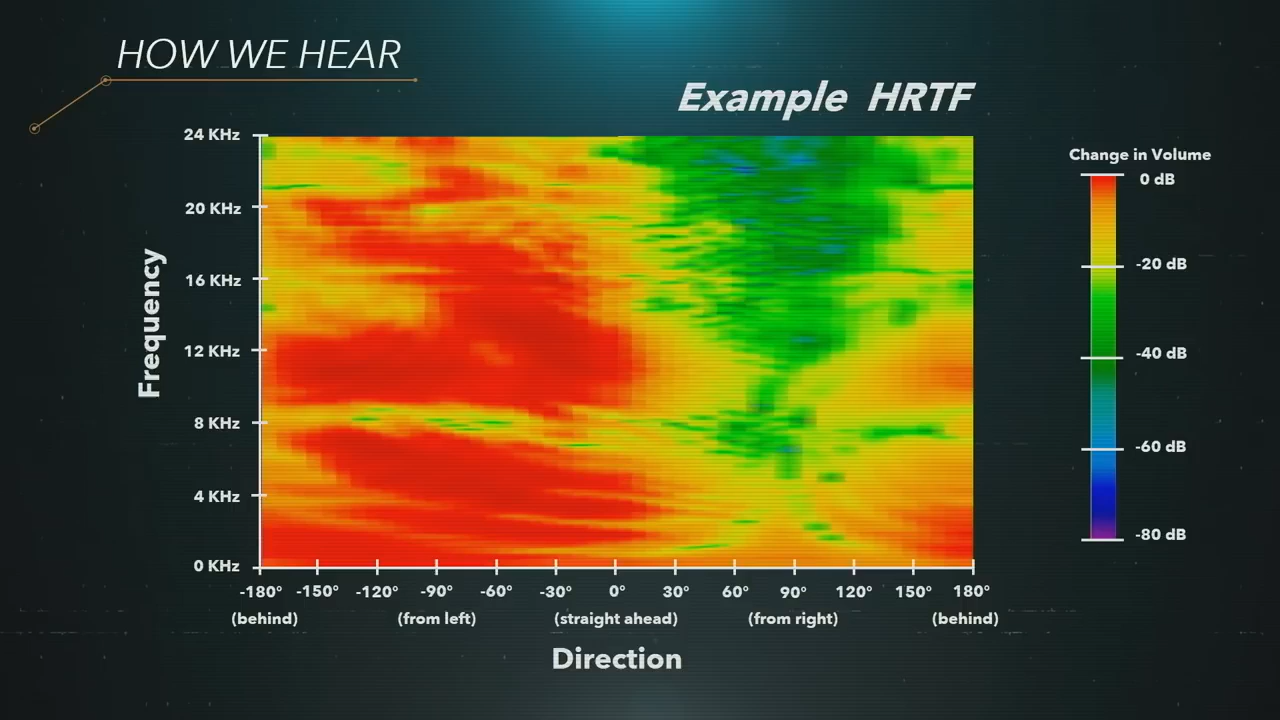 HOW WE HEAR
Example HRTF
Change in Volume
0 dB
-20 dB
-40 dB
-60 dB
-80 dB
Frequency
24 KHz
20 KHz
16 KHz
12 KHz
8 KHz
4 KHz
0 KHz
-180° -150° -120° -90° -60° -30° 0° 30° 60° 90° 120° 150° 180°
(behind) (from left) (straight ahead) (from right) (behind)
Direction